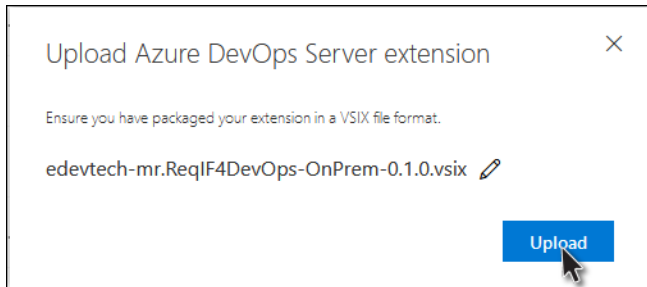 Upload Azure DevOps Server extension
Ensure you have packaged your extension in a VSIX file format.
edevtech-mr.ReqIF4DevOps-OnPrem-0.1.0.vsix
Upload